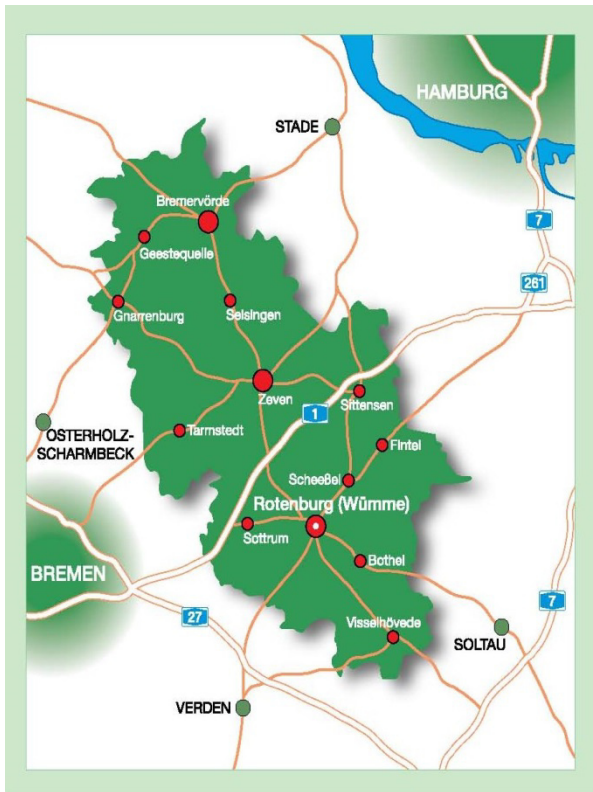 HAMBURG
STADE
Bremervörde
7
Geestequelle
261
Gnarrenburg
Selsingen
Zeven
Sittensen
1
OSTERHOLZ-
SCHARMBECK
Tarmstedt
Fintel
Scheeßel
Rotenburg (Wümme)
Sottrum
Bothel
BREMEN
7
27
Visselhövede
SOLTAU
VERDEN